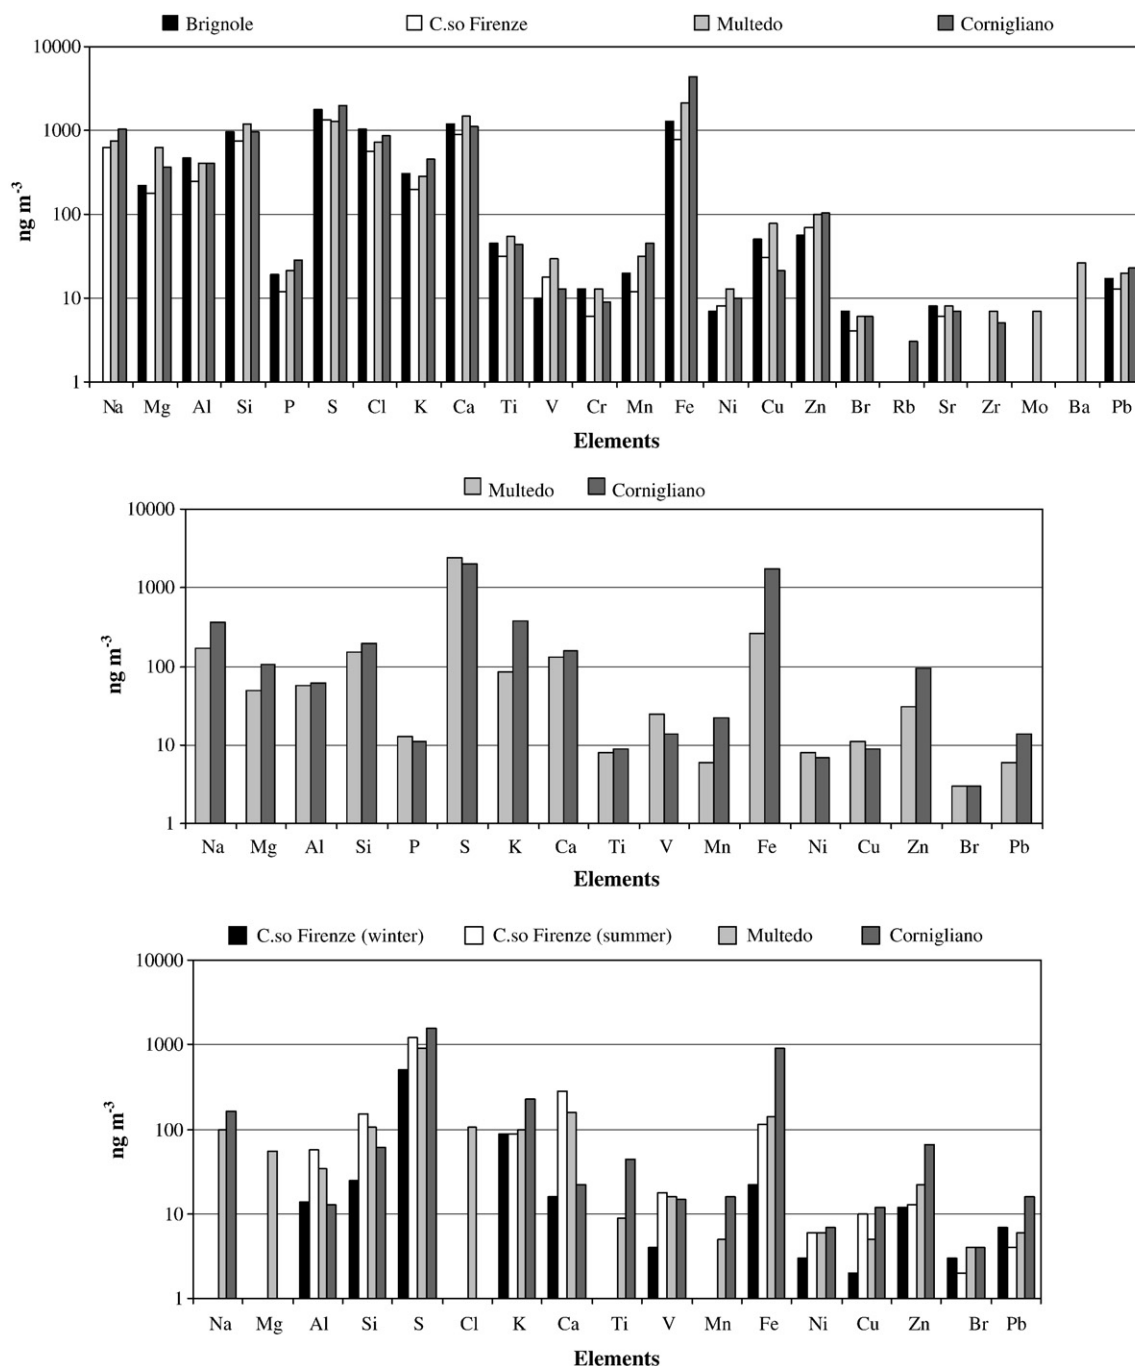 Brignole C.so Firenze Multedo Cornigliano
10000
1000
100
10
1
ng m-3
Na Mg Al Si P S Cl K Ca Ti V Cr Mn Fe Ni Cu Zn Br Rb Sr Zr Mo Ba Pb
Elements
Multedo Cornigliano
10000
1000
100
10
1
ng m-3
Na Mg Al Si P S K Ca Ti V Mn Fe Ni Cu Zn Br Pb
Elements
C.so Firenze (winter) C.so Firenze (summer) Multedo Cornigliano
10000
1000
100
10
1
ng m-3
Na Mg Al Si S Cl K Ca Ti V Mn Fe Ni Cu Zn Br Pb
Elements